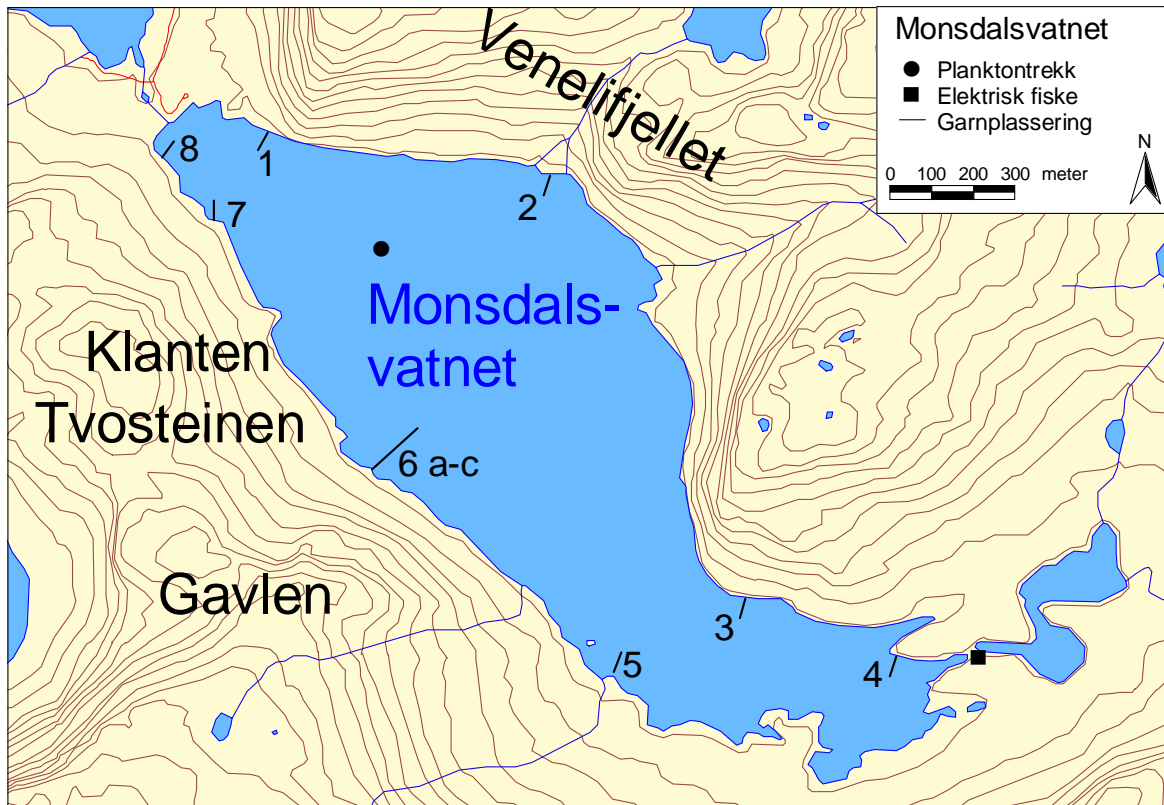 Monsdalsvatnet
Planktontrekk
Elektrisk fiske
Garnplassering
N
0 100 200 300 meter
Venelifjellet
8
1
2
7
Monsdals-
vatnet
Klanten
Tvosteinen
6 a-c
Gavlen
3
5
4